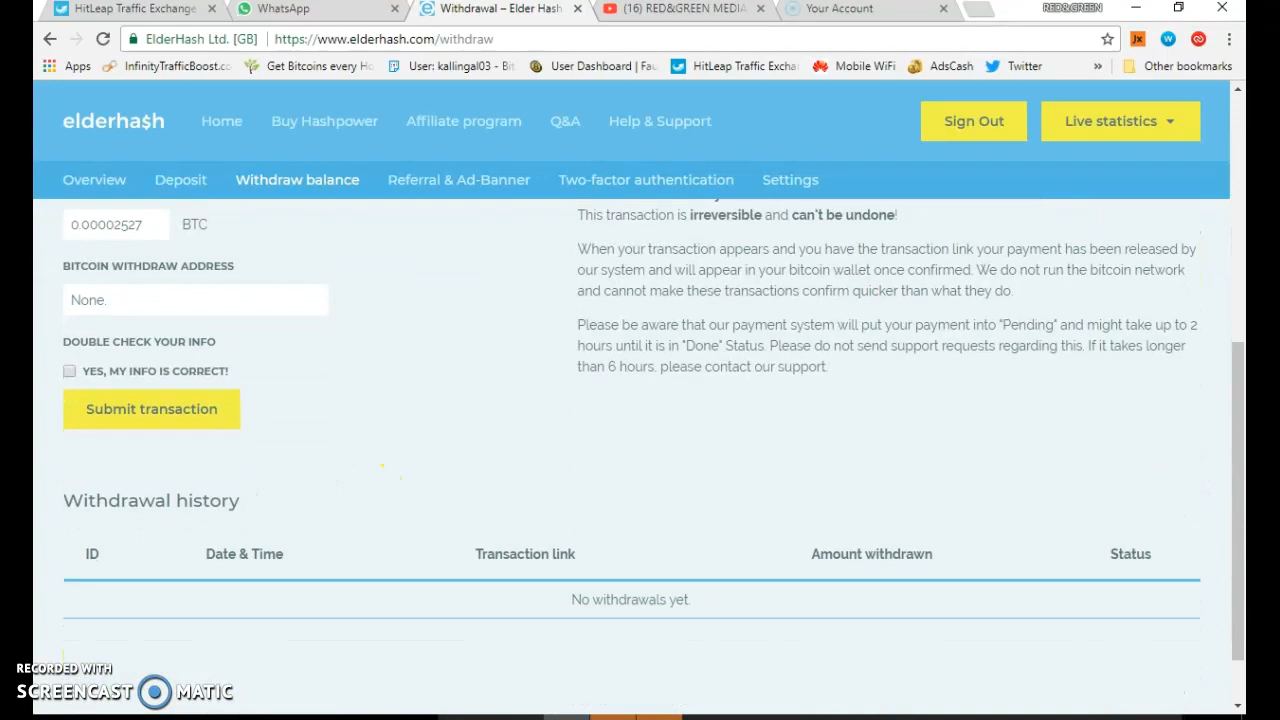 HitLeap Traffic Exchange
WhatsApp
Withdrawal – Elder Hash
(16) RED&GREEN MEDIA
Your Account
RED&GREEN
ElderHash Ltd. [GB]
https://www.elderhash.com/withdraw
Apps
InfinityTrafficBoost.co
Get Bitcoins every Ho
User: kallingal03 - Bit
User Dashboard | Fau
HitLeap Traffic Excha
Mobile WiFi
AdsCash
Twitter
»
Other bookmarks
elderha$h
Home
Buy Hashpower
Affiliate program
Q&A
Help & Support
Sign Out
Live statistics
Overview
Deposit
Withdraw balance
Referral & Ad-Banner
Two-factor authentication
Settings
0.00002527 BTC
BITCOIN WITHDRAW ADDRESS
None.
DOUBLE CHECK YOUR INFO
YES, MY INFO IS CORRECT!
Submit transaction
This transaction is irreversible and can't be undone!
When your transaction appears and you have the transaction link your payment has been released by
our system and will appear in your bitcoin wallet once confirmed. We do not run the bitcoin network
and cannot make these transactions confirm quicker than what they do.
Please be aware that our payment system will put your payment into "Pending" and might take up to 2
hours until it is in "Done" Status. Please do not send support requests regarding this. If it takes longer
than 6 hours, please contact our support.
Withdrawal history
ID
Date & Time
Transaction link
Amount withdrawn
Status
No withdrawals yet.
RECORDED WITH
SCREENCAST MATIC